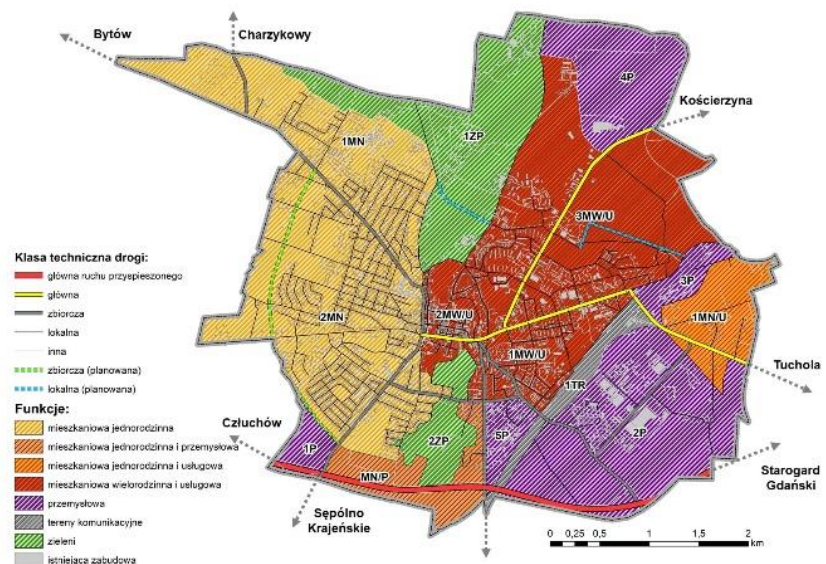 Bytów
Charzykowy
Kościerzyna
4P
1MN
1ZP
3MW/U
Klasa techniczna drogi:
główna ruchu przyspieszonego
główna
zbiorcza
lokalna
inna
zbiorcza (planowana)
lokalna (planowana)
3P
2MN
2MW/U
1MN/U
1MW/U
1TR
Tuchola
Funkcje:
mieszkaniowa jednorodzinna
mieszkaniowa jednorodzinna i przemysłowa
mieszkaniowa jednorodzinna i usługowa
mieszkaniowa wielorodzinna i usługowa
przemysłowa
tereny komunikacyjne
zieleni
istniejąca zabudowa
Człuchów
1P
2ZP
5P
2P
MN/P
Starogard
Gdański
Sępólno
Krajeńskie
0 0,25 0,5 1 1,5 2
km